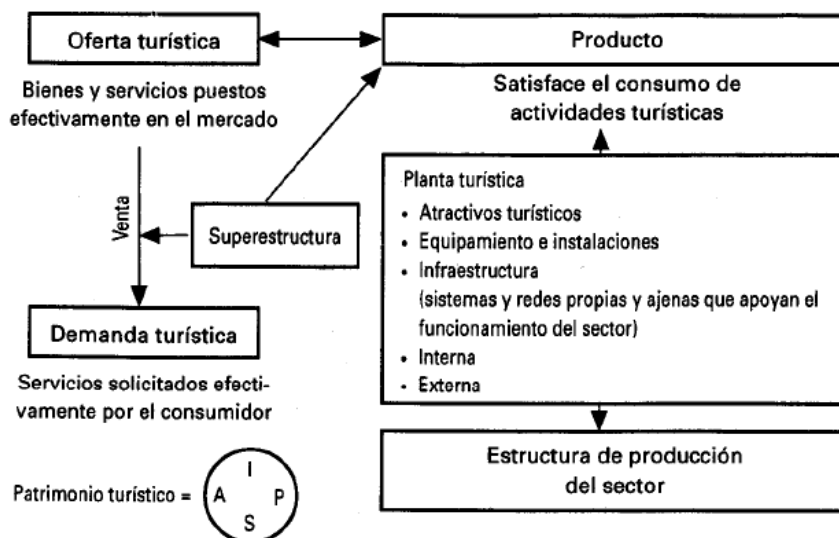 Oferta turística
Bienes y servicios puestos
efectivamente en el mercado
Venta
Superestructura
Demanda turística
Servicios solicitados efecti-
vamente por el consumidor
Patrimonio turístico =
I
A P
S
Producto
Satisface el consumo de
actividades turísticas
Planta turística
• Atractivos turísticos
• Equipamiento e instalaciones
• Infraestructura
(sistemas y redes propias y ajenas que apoyan el
funcionamiento del sector)
• Interna
• Externa
Estructura de producción
del sector